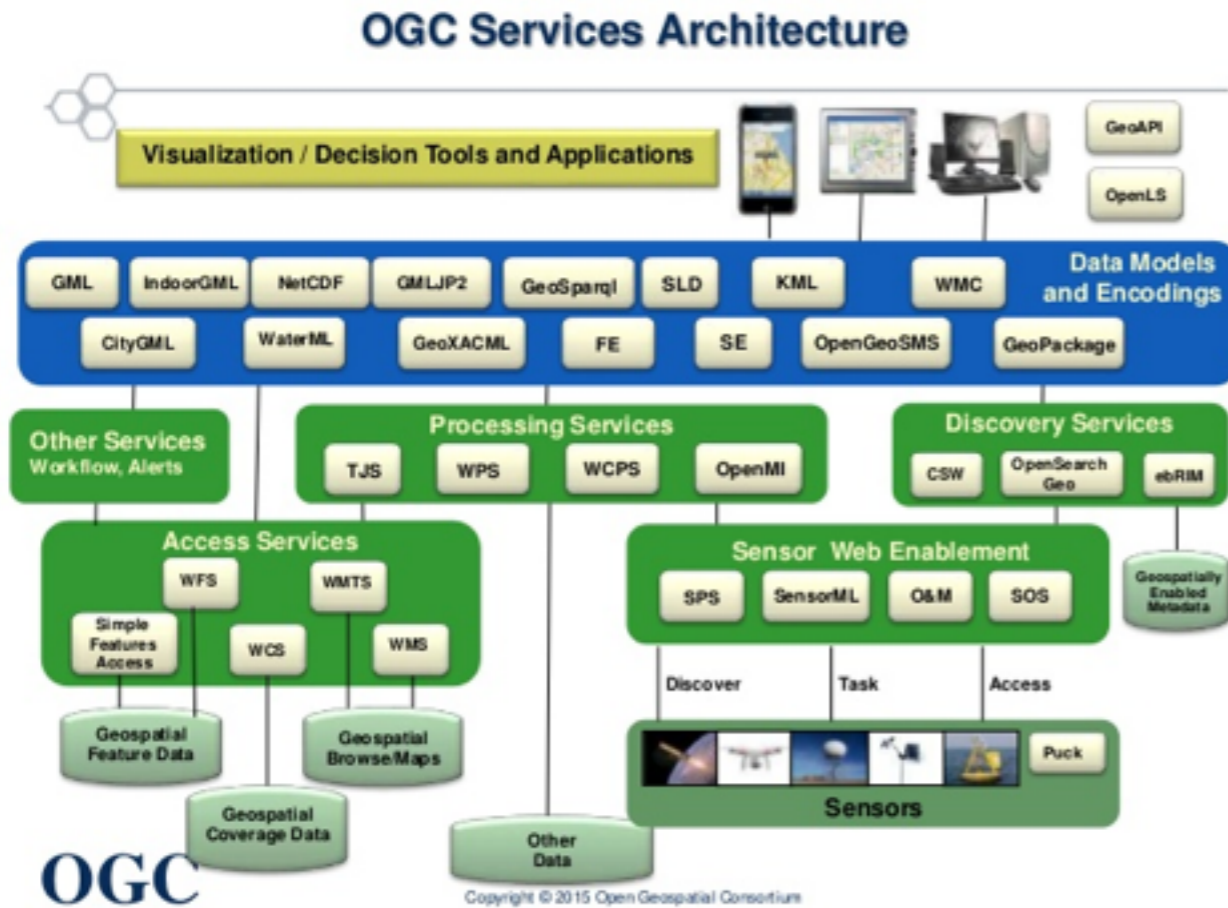 OGC Services Architecture
Visualization / Decision Tools and Applications
GeoAPI
OpenLS
Data Models
and Encodings
GML
IndoorGML
NetCDF
GMLJP2
GeoSparql
SLD
KML
WMC
CityGML
WaterML
GeoXACML
FE
SE
OpenGeoSMS
GeoPackage
Other Services
Workflow, Alerts
Processing Services
TJS
WPS
WCPS
OpenMI
Discovery Services
CSW
OpenSearch
Geo
ebRIM
Access Services
WFS
WMTS
Simple
Features
Access
WCS
WMS
Sensor Web Enablement
SPS
SensorML
O&M
SOS
Geospatially
Enabled
Metadata
Discover
Task
Access
Geospatial
Feature Data
Geospatial
Browse/Maps
Puck
Sensors
Geospatial
Coverage Data
Other
Data
OGC
Copyright © 2015 Open Geospatial Consortium